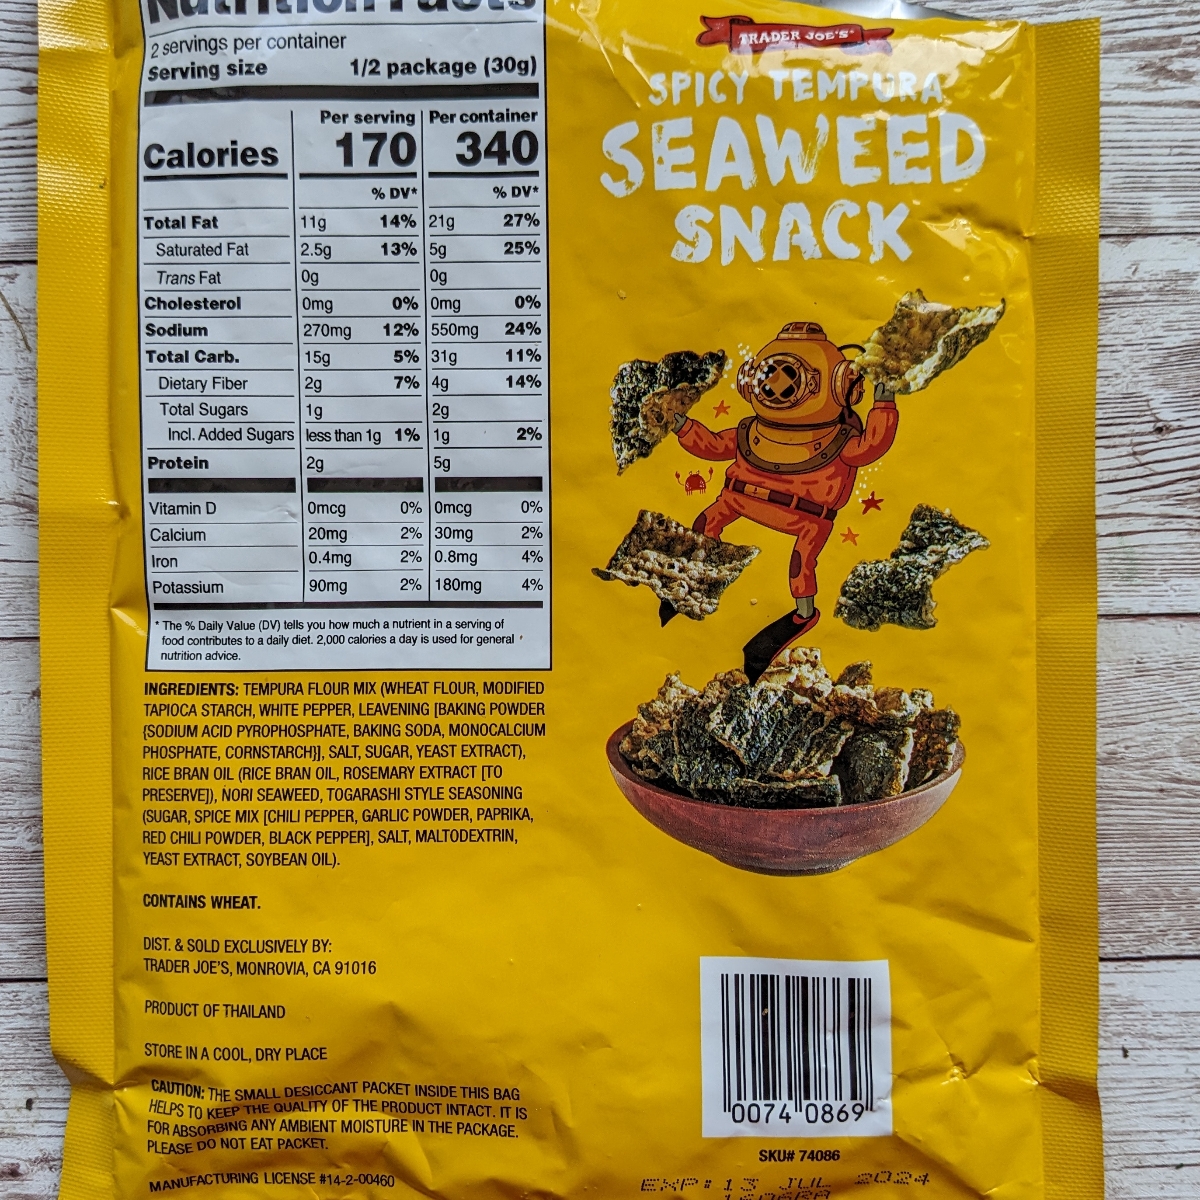 Nutrition Facts
2 servings per container
Serving size 1/2 package (30g)
Per serving Per container
Calories 170 340
% DV* % DV*
Total Fat 11g 14% 21g 27%
Saturated Fat 2.5g 13% 5g 25%
Trans Fat 0g 0g
Cholesterol 0mg 0% 0mg 0%
Sodium 270mg 12% 550mg 24%
Total Carb. 15g 5% 31g 11%
Dietary Fiber 2g 7% 4g 14%
Total Sugars 1g 2g
Incl. Added Sugars less than 1g 1% 1g 2%
Protein 2g 5g
Vitamin D 0mcg 0% 0mcg 0%
Calcium 20mg 2% 30mg 2%
Iron 0.4mg 2% 0.8mg 4%
Potassium 90mg 2% 180mg 4%
* The % Daily Value (DV) tells you how much a nutrient in a serving of
food contributes to a daily diet. 2,000 calories a day is used for general
nutrition advice.
INGREDIENTS: TEMPURA FLOUR MIX (WHEAT FLOUR, MODIFIED
TAPIOCA STARCH, WHITE PEPPER, LEAVENING [BAKING POWDER
{SODIUM ACID PYROPHOSPHATE, BAKING SODA, MONOCALCIUM
PHOSPHATE, CORNSTARCH}], SALT, SUGAR, YEAST EXTRACT),
RICE BRAN OIL (RICE BRAN OIL, ROSEMARY EXTRACT [TO
PRESERVE]), NORI SEAWEED, TOGARASHI STYLE SEASONING
(SUGAR, SPICE MIX [CHILI PEPPER, GARLIC POWDER, PAPRIKA,
RED CHILI POWDER, BLACK PEPPER], SALT, MALTODEXTRIN,
YEAST EXTRACT, SOYBEAN OIL).
CONTAINS WHEAT.
DIST. & SOLD EXCLUSIVELY BY:
TRADER JOE'S, MONROVIA, CA 91016
PRODUCT OF THAILAND
STORE IN A COOL, DRY PLACE
CAUTION: THE SMALL DESICCANT PACKET INSIDE THIS BAG
HELPS TO KEEP THE QUALITY OF THE PRODUCT INTACT. IT IS
FOR ABSORBING ANY AMBIENT MOISTURE IN THE PACKAGE.
PLEASE DO NOT EAT PACKET.
MANUFACTURING LICENSE #14-2-00460
TRADER JOE'S
SPICY TEMPURA
SEAWEED
SNACK
0074 0869
SKU# 74086
EXP: 13 JUL 2024